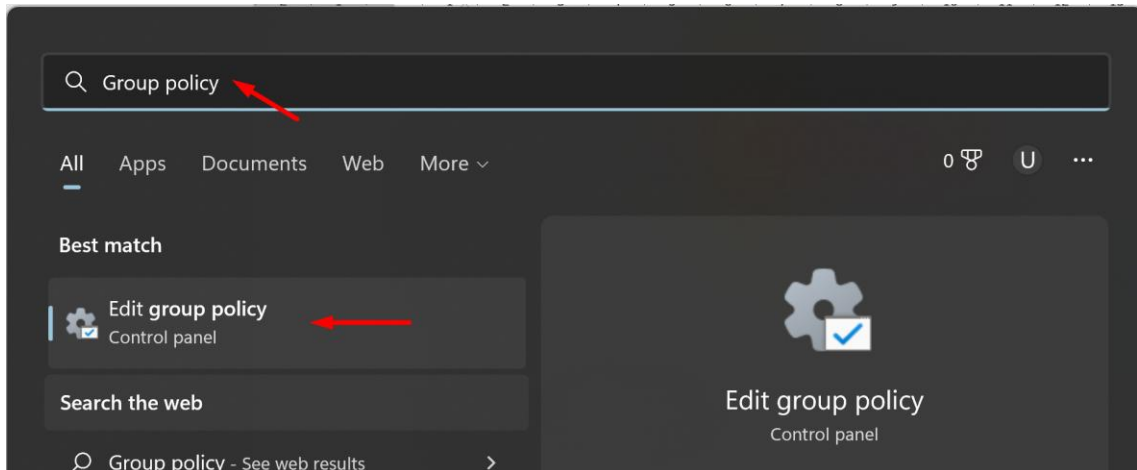 Group policy
All Apps Documents Web More
0 U ...
Best match
Edit group policy
Control panel
Search the web
Group policy - See web results
Edit group policy
Control panel